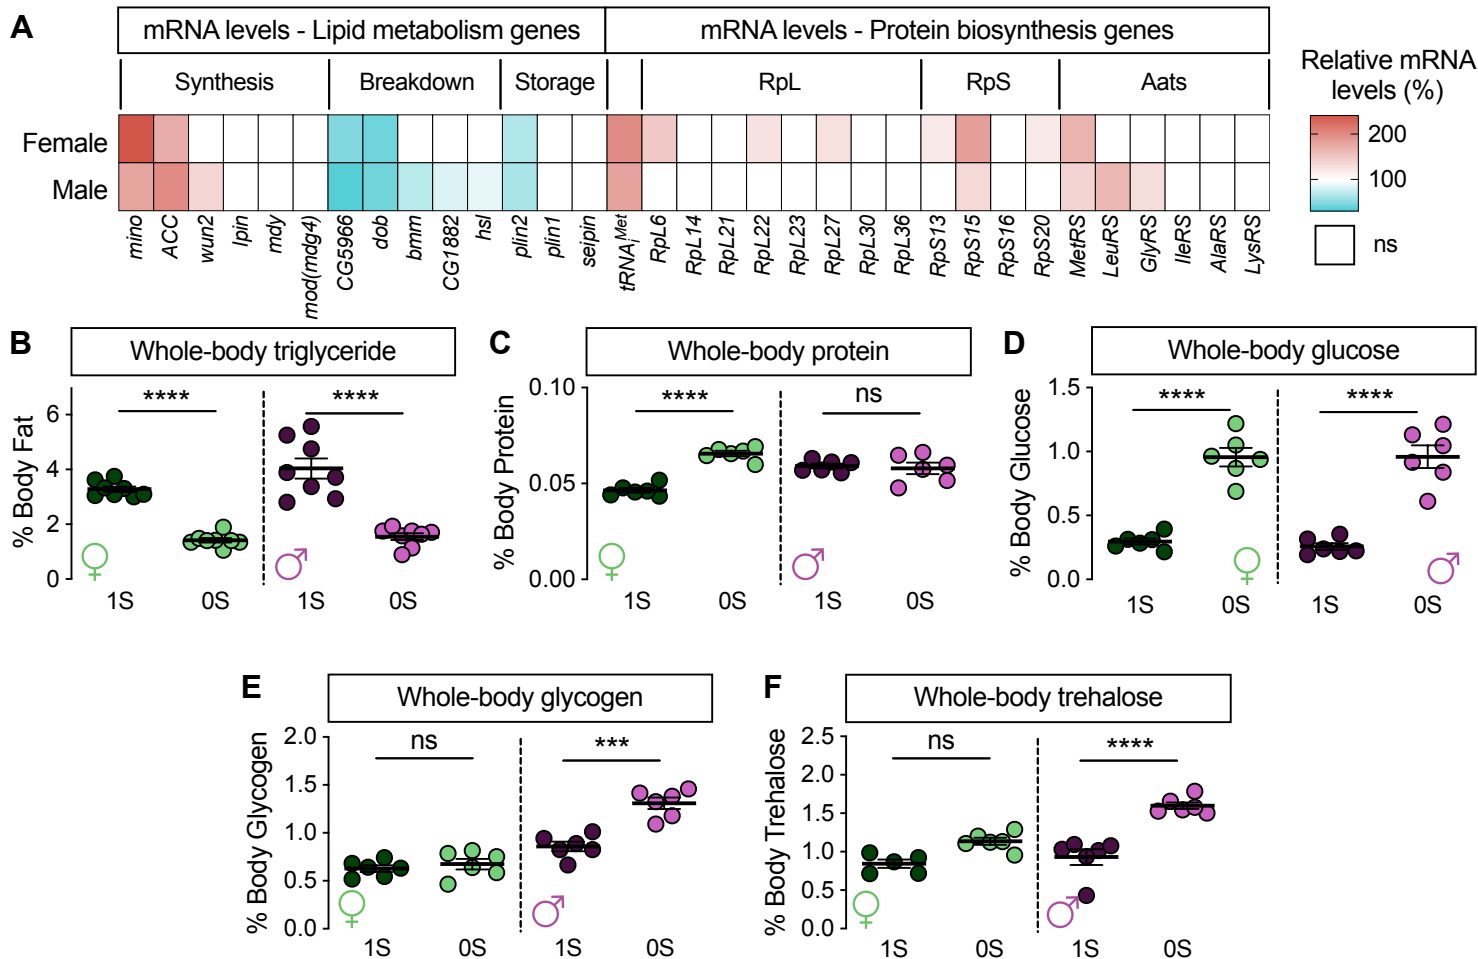 A
mRNA levels - Lipid metabolism genes
mRNA levels - Protein biosynthesis genes
Relative mRNA
levels (%)
Synthesis
Breakdown
Storage
RpL
RpS
Aats
Female
Male
200
100
ns
mino
ACC
wun2
lpin
mdy
mod(mdg4)
CG5966
dob
bmm
CG1882
hsl
plin2
plin1
seipin
tRNAiMet
RpL6
RpL14
RpL21
RpL22
RpL23
RpL27
RpL30
RpL36
RpS13
RpS15
RpS16
RpS20
MetRS
LeuRS
GlyRS
IleRS
AlaRS
LysRS
B
Whole-body triglyceride
% Body Fat
6
4
2
0
****
****
♀
♂
1S
0S
1S
0S
C
Whole-body protein
% Body Protein
0.10
0.05
0.00
****
ns
♀
♂
1S
0S
1S
0S
D
Whole-body glucose
% Body Glucose
1.5
1.0
0.5
0.0
****
****
♀
♂
1S
0S
1S
0S
E
Whole-body glycogen
% Body Glycogen
2.0
1.5
1.0
0.5
0.0
ns
***
♀
♂
1S
0S
1S
0S
F
Whole-body trehalose
% Body Trehalose
2.5
2.0
1.5
1.0
0.5
0.0
ns
****
♀
♂
1S
0S
1S
0S